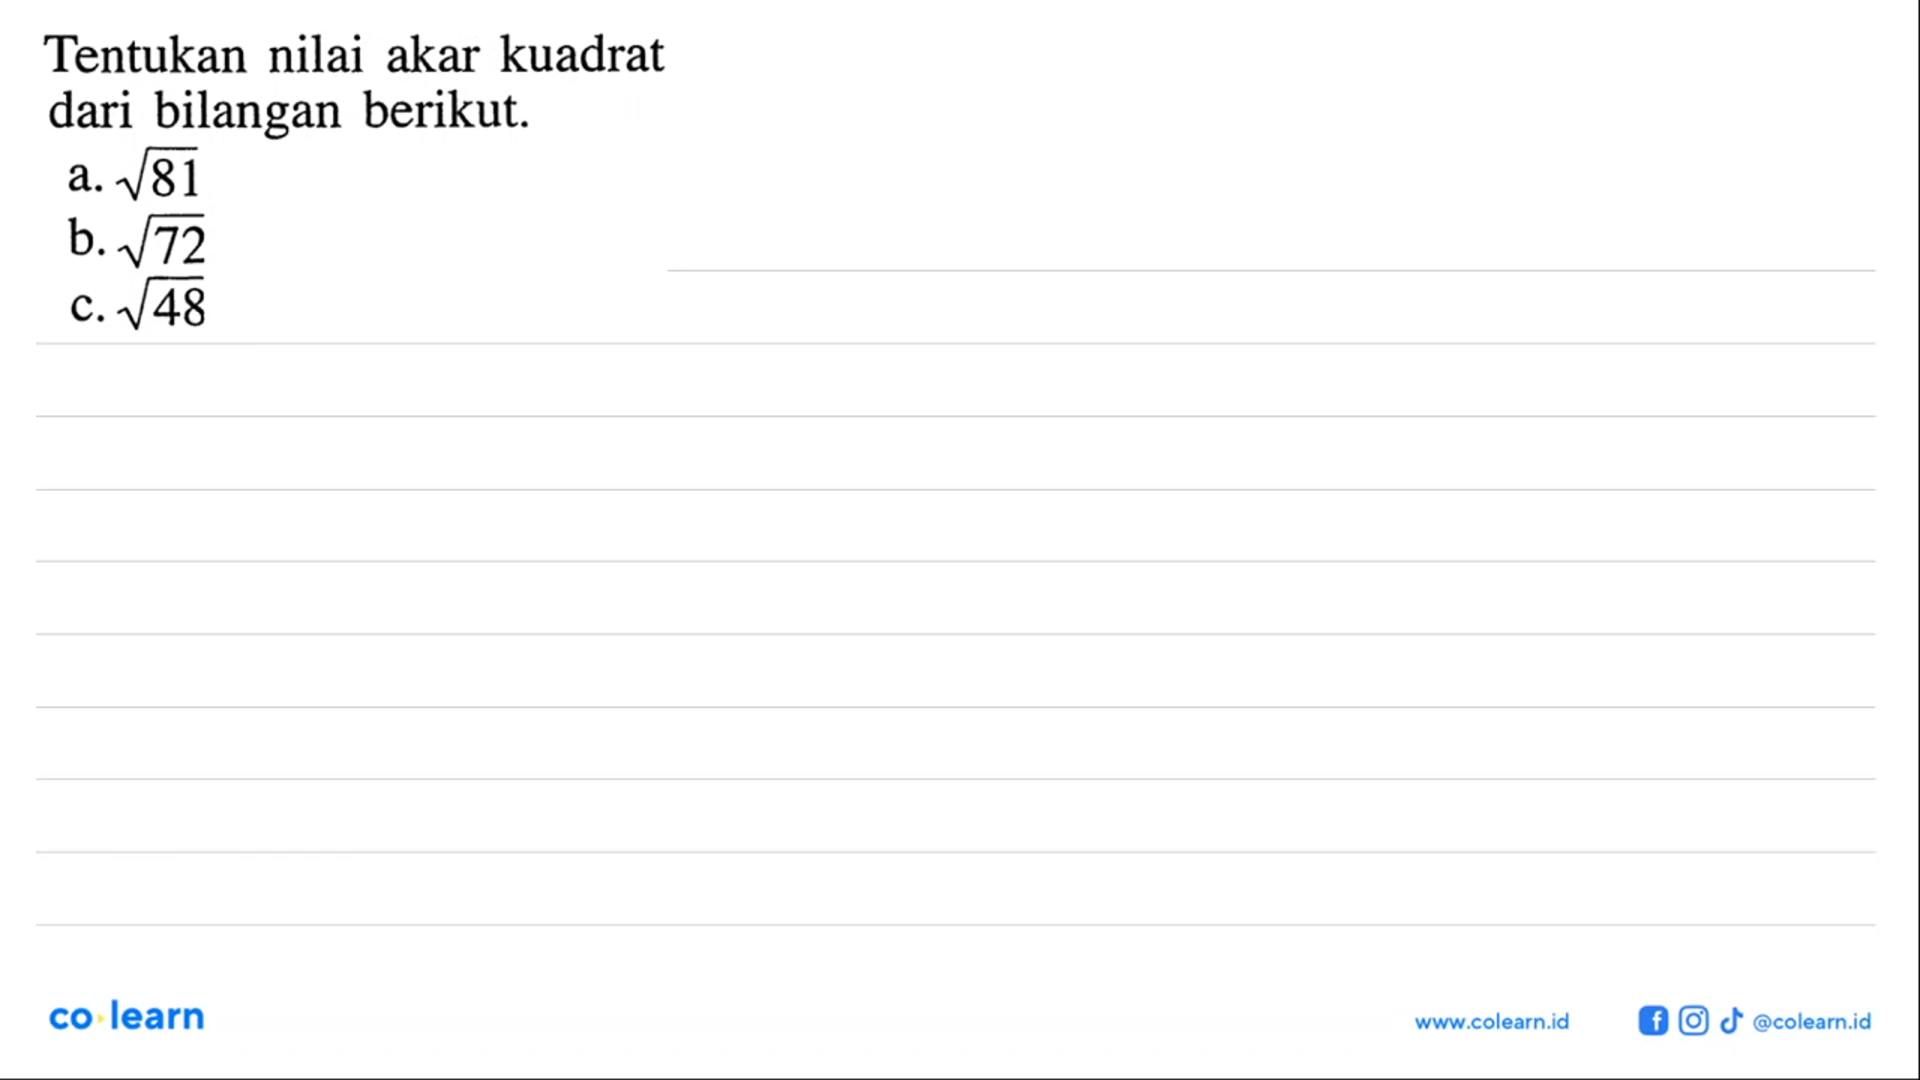 Tentukan nilai akar kuadrat
dari bilangan berikut.
a. √81
b. √72
c. √48
co learn
www.colearn.id @colearn.id